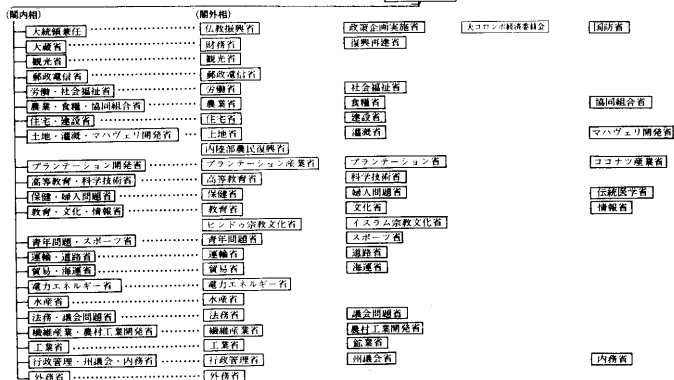 (閣内相) (閣外相)
大統領兼任 仏教振興省 政策企画実施省 大コロンボ経済委員会 国防省
大蔵省 財務省 復興再建省
観光省 観光省
郵政電信省 郵政電信省
労働・社会福祉省 労働省 社会福祉省
農業・食糧・協同組合省 農業省 食糧省 協同組合省
住宅・建設省 住宅省 建設省
土地・灌漑・マハヴェリ開発省 土地省 灌漑省 マハヴェリ開発省
内陸部農民復興省
プランテーション開発省 プランテーション産業省 プランテーション省 ココナツ産業省
高等教育・科学技術省 高等教育省 科学技術省
保健・婦人問題省 保健省 婦人問題省 伝統医学省
教育・文化・情報省 教育省 文化省 情報省
ヒンドゥ宗教文化省 イスラム宗教文化省
青年問題・スポーツ省 青年問題省 スポーツ省
運輸・道路省 運輸省 道路省
貿易・海運省 貿易省 海運省
電力エネルギー省 電力エネルギー省
水産省 水産省
法務・議会問題省 法務省 議会問題省
繊維産業・農村工業開発省 繊維産業省 農村工業開発省
工業省 工業省 鉱業省
行政管理・州議会・内務省 行政管理省 州議会省 内務省
外務省 外務省